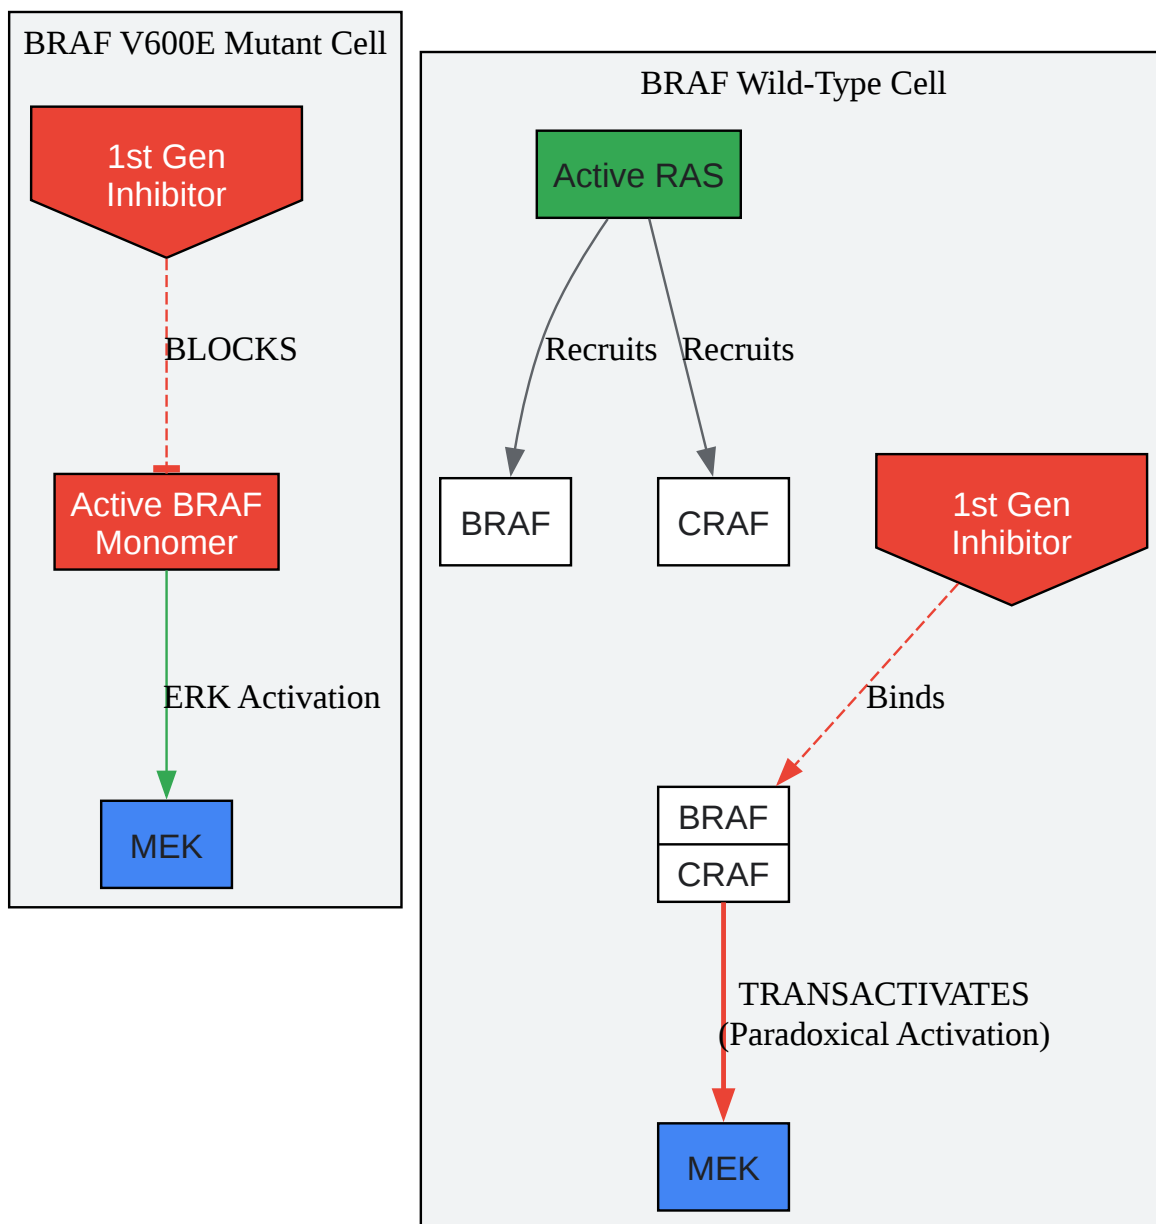 BRAF V600E Mutant Cell
1st Gen
Inhibitor
BLOCKS
Active BRAF
Monomer
ERK Activation
MEK
BRAF Wild-Type Cell
Active RAS
Recruits
Recruits
BRAF
CRAF
1st Gen
Inhibitor
Binds
BRAF
CRAF
TRANSACTIVATES
(Paradoxical Activation)
MEK